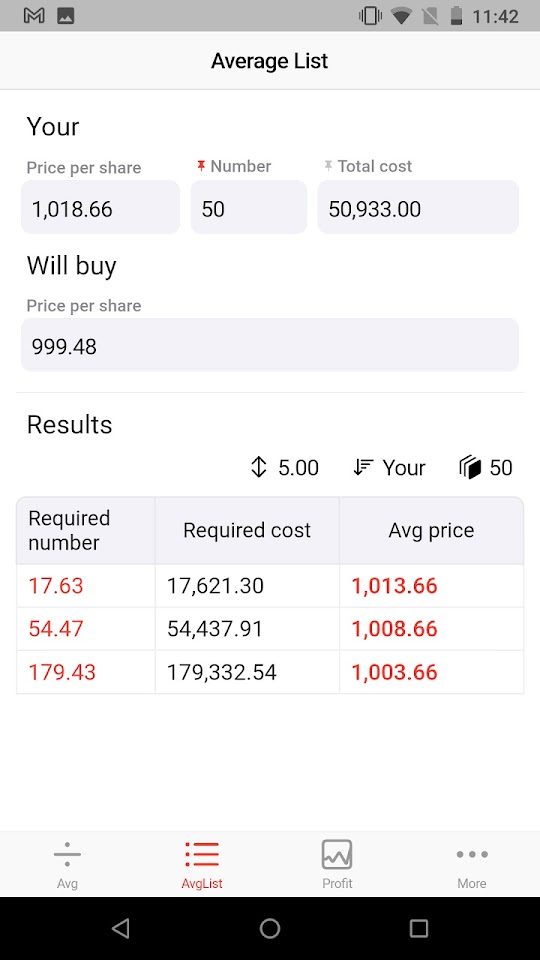 11:42
Average List
Your
Price per share
Number
Total cost
1,018.66
50
50,933.00
Will buy
Price per share
999.48
Results
5.00
Your
50
Required number
Required cost
Avg price
17.63
17,621.30
1,013.66
54.47
54,437.91
1,008.66
179.43
179,332.54
1,003.66
Avg
AvgList
Profit
More